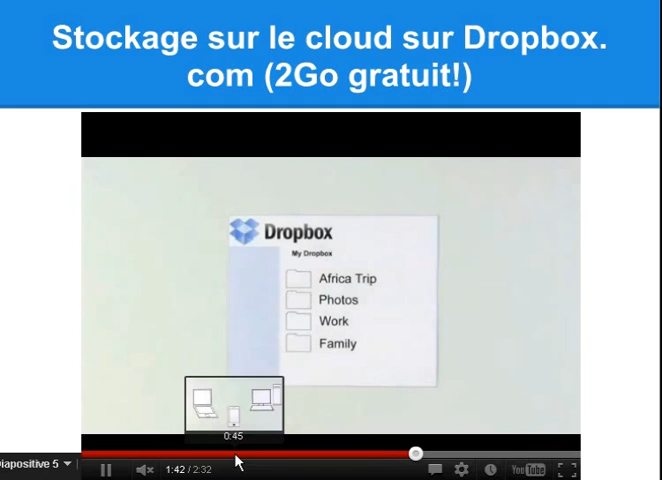 Stockage sur le cloud sur Dropbox.
com (2Go gratuit!)
Dropbox
My Dropbox
Africa Trip
Photos
Work
Family
0:45
iapositive 5
1:42 / 2:32
YouTube